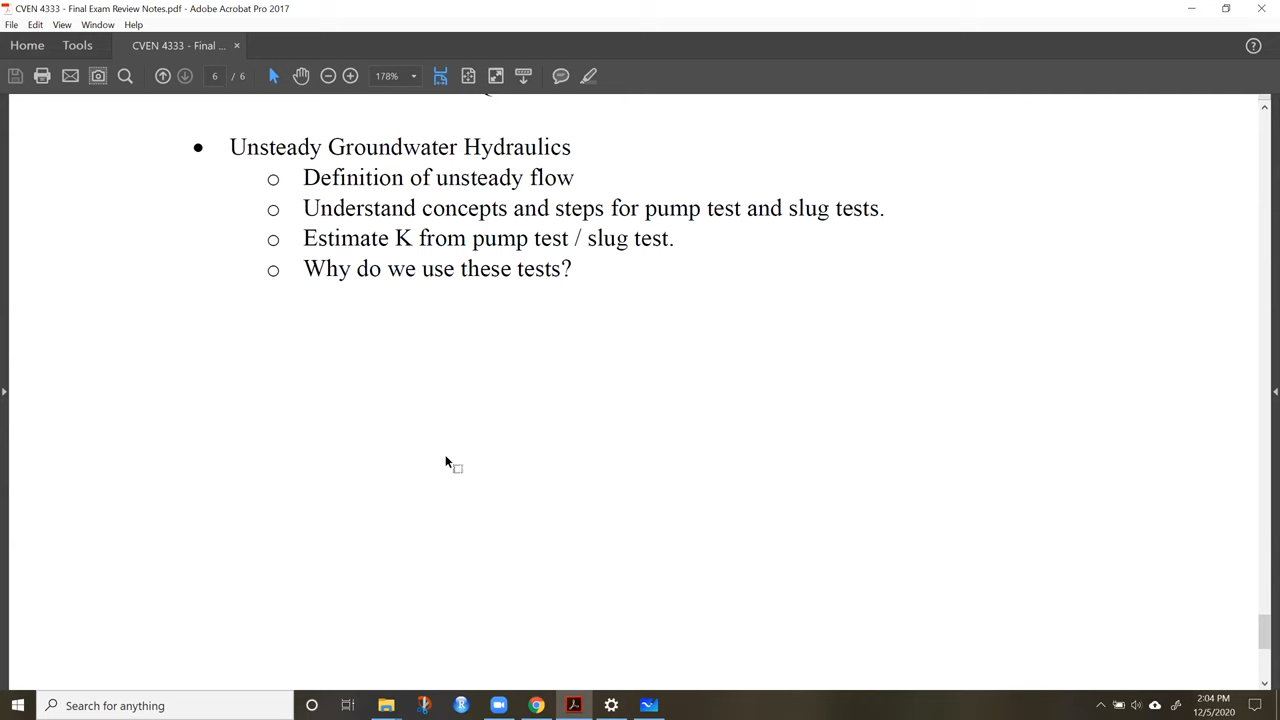 CVEN 4333 - Final Exam Review Notes.pdf - Adobe Acrobat Pro 2017
File Edit View Window Help
Home Tools CVEN 4333 - Final ... ×
6 / 6 178%
• Unsteady Groundwater Hydraulics
o Definition of unsteady flow
o Understand concepts and steps for pump test and slug tests.
o Estimate K from pump test / slug test.
o Why do we use these tests?
Search for anything
2:04 PM
12/5/2020